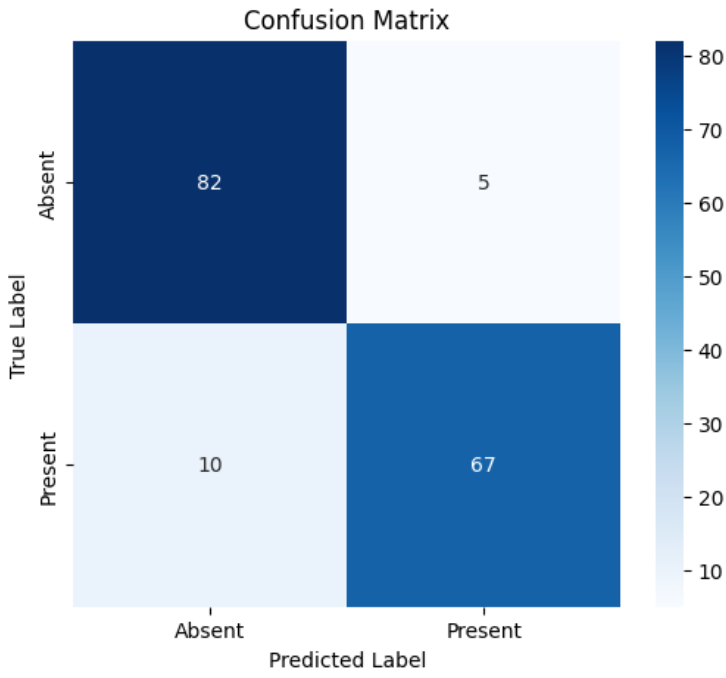 Confusion Matrix
80
70
60
50
40
30
20
10
True Label
Absent
Present
82
5
10
67
Absent
Present
Predicted Label